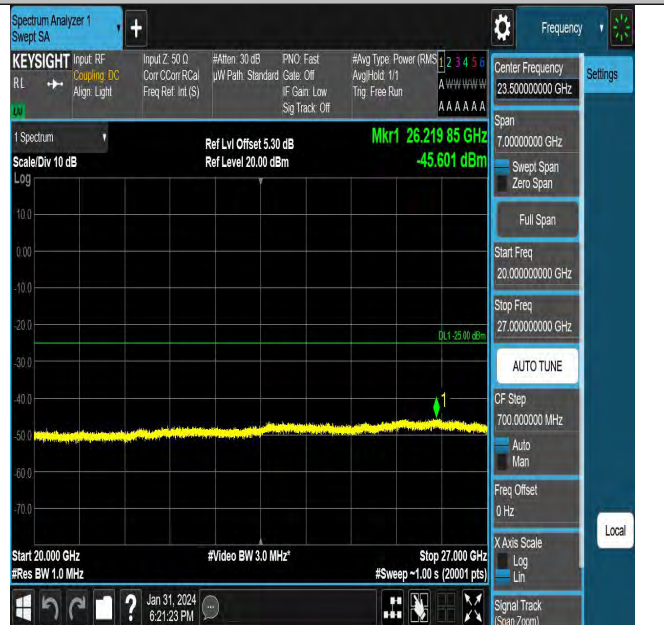 Spectrum Analyzer 1
Swept SA
+
Frequency
KEYSIGHT
RL
Input: RF
Coupling: DC
Align: Light
Input Z: 50 Ω
Corr CCorr RCal
Freq Ref: Int (S)
#Atten: 30 dB
µW Path: Standard
PNO: Fast
Gate: Off
IF Gain: Low
Sig Track: Off
#Avg Type: Power (RMS
Avg|Hold: 1/1
Trig: Free Run
1 2 3 4 5 6
A W W W W W
A A A A A A
1 Spectrum
Scale/Div 10 dB
Log
Ref Lvl Offset 5.30 dB
Ref Level 20.00 dBm
Mkr1 26.219 85 GHz
-45.601 dBm
10.0
0.00
-10.0
-20.0
DL1 -25.00 dBm
-30.0
-40.0
1
-50.0
-60.0
-70.0
Start 20.000 GHz
#Res BW 1.0 MHz
#Video BW 3.0 MHz*
Stop 27.000 GHz
#Sweep ~1.00 s (20001 pts)
?
Jan 31, 2024
6:21:23 PM
Center Frequency
23.500000000 GHz
Span
7.00000000 GHz
Swept Span
Zero Span
Full Span
Start Freq
20.000000000 GHz
Stop Freq
27.000000000 GHz
AUTO TUNE
CF Step
700.000000 MHz
Auto
Man
Freq Offset
0 Hz
X Axis Scale
Log
Lin
Signal Track
(Span Zoom)
Settings
Local